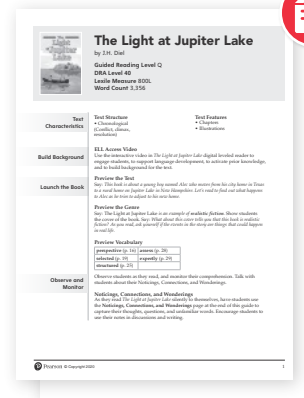 The Light at Jupiter Lake
by J.H. Diel
Guided Reading Level Q
DRA Level 40
Lexile Measure 800L
Word Count 3,356
Text
Characteristics
Text Structure
• Chronological
(Conflict, climax,
resolution)
Text Features
• Chapters
• Illustrations
Build Background
ELL Access Video
Use the interactive video in The Light at Jupiter Lake digital leveled reader to
engage students, to support language development, to activate prior knowledge,
and to build background for the text.
Launch the Book
Preview the Text
Say: This book is about a young boy named Alec who moves from his city home in Texas
to a rural home on Jupiter Lake in New Hampshire. Let's read to find out what happens
to Alec as he tries to adjust to his new home.
Preview the Genre
Say: The Light at Jupiter Lake is an example of realistic fiction. Show students
the cover of the book. Say: What about this cover tells you that this book is realistic
fiction? As you read, ask yourself if the events in the story are things that could happen
in real life.
Preview Vocabulary
perspective (p. 16) assess (p. 28)
selected (p. 19) expertly (p. 29)
structured (p. 25)
Observe and
Monitor
Observe students as they read, and monitor their comprehension. Talk with
students about their Noticings, Connections, and Wonderings.
Noticings, Connections, and Wonderings
As they read The Light at Jupiter Lake silently to themselves, have students use
the Noticings, Connections, and Wonderings page at the end of this guide to
capture their thoughts, questions, and unfamiliar words. Encourage students to
use their notes in discussions and writing.
Pearson © Copyright 2020
1